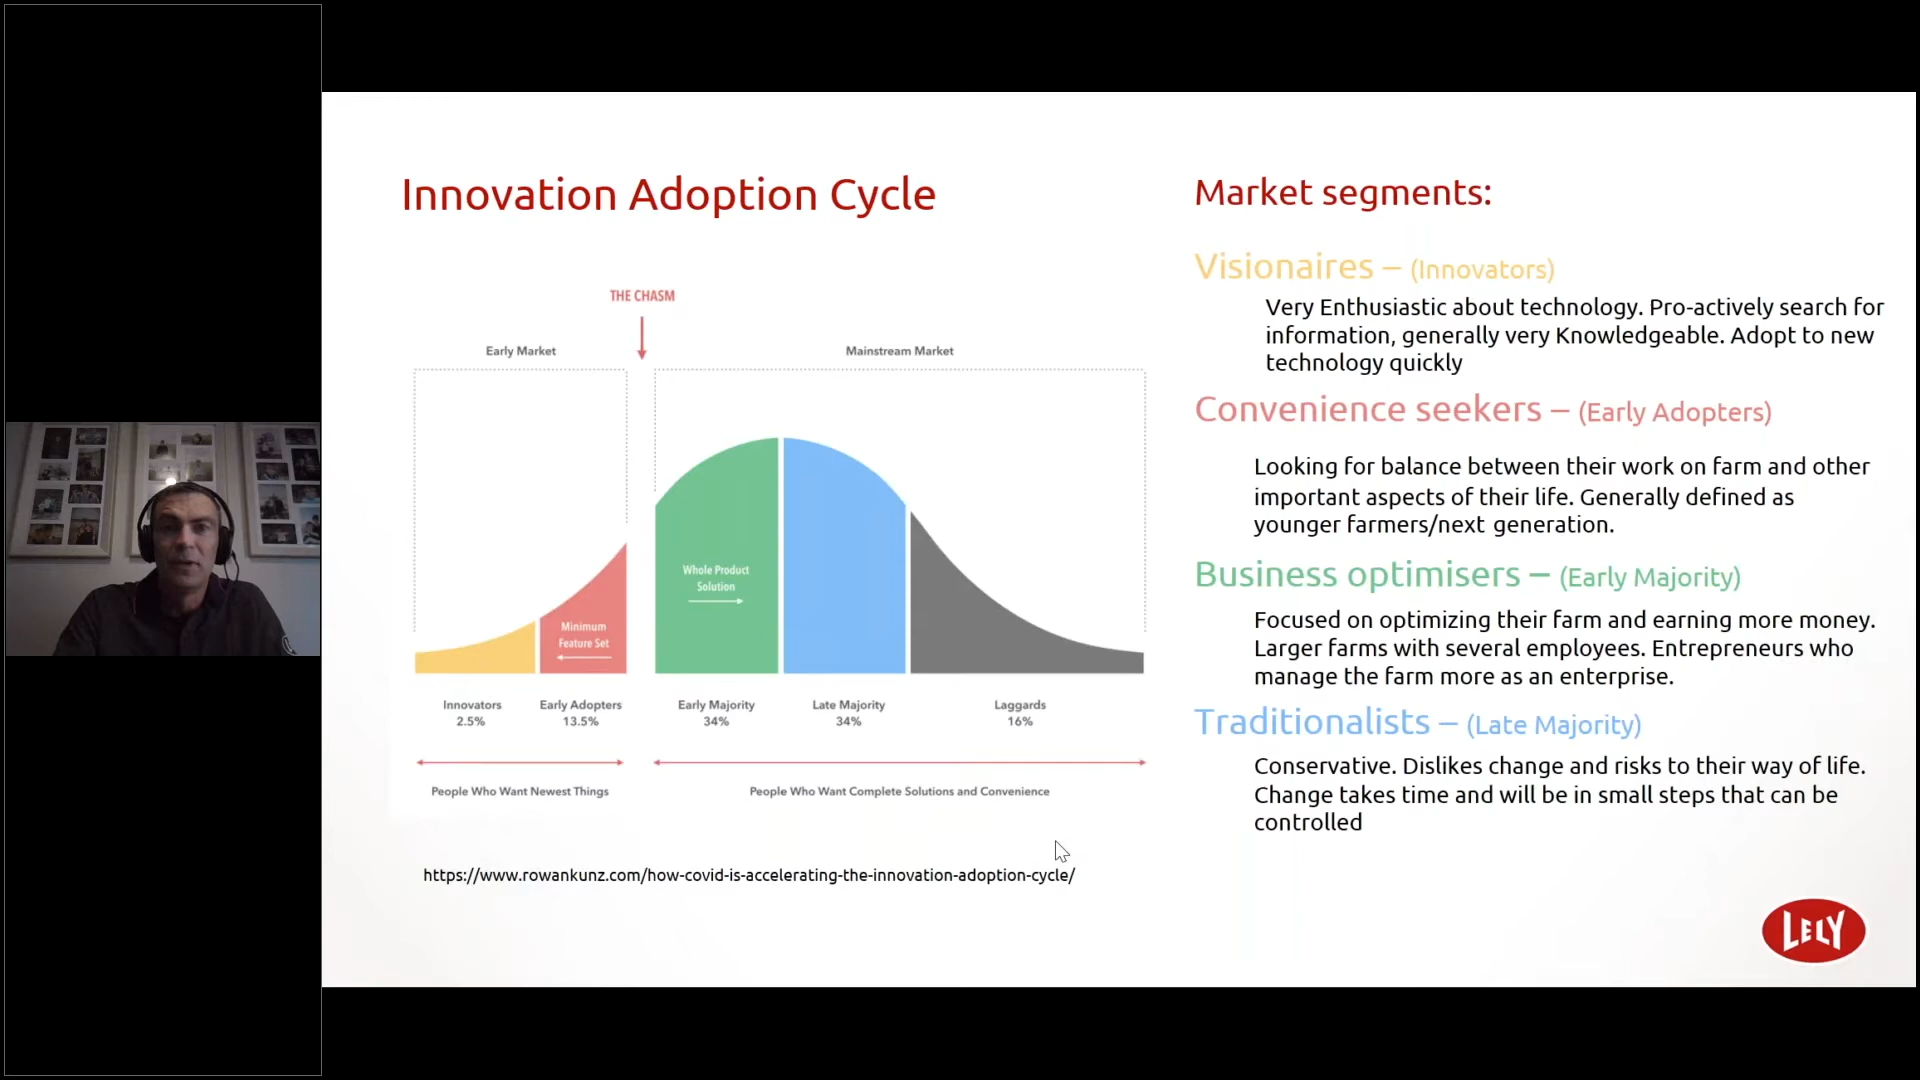 Innovation Adoption Cycle
THE CHASM
Early Market
Mainstream Market
Whole Product
Solution
Minimum
Feature Set
Innovators
2.5%
Early Adopters
13.5%
Early Majority
34%
Late Majority
34%
Laggards
16%
People Who Want Newest Things
People Who Want Complete Solutions and Convenience
https://www.rowankunz.com/how-covid-is-accelerating-the-innovation-adoption-cycle/
Market segments:
Visionaires – (Innovators)
Very Enthusiastic about technology. Pro-actively search for
information, generally very Knowledgeable. Adopt to new
technology quickly
Convenience seekers – (Early Adopters)
Looking for balance between their work on farm and other
important aspects of their life. Generally defined as
younger farmers/next generation.
Business optimisers – (Early Majority)
Focused on optimizing their farm and earning more money.
Larger farms with several employees. Entrepreneurs who
manage the farm more as an enterprise.
Traditionalists – (Late Majority)
Conservative. Dislikes change and risks to their way of life.
Change takes time and will be in small steps that can be
controlled
LELY